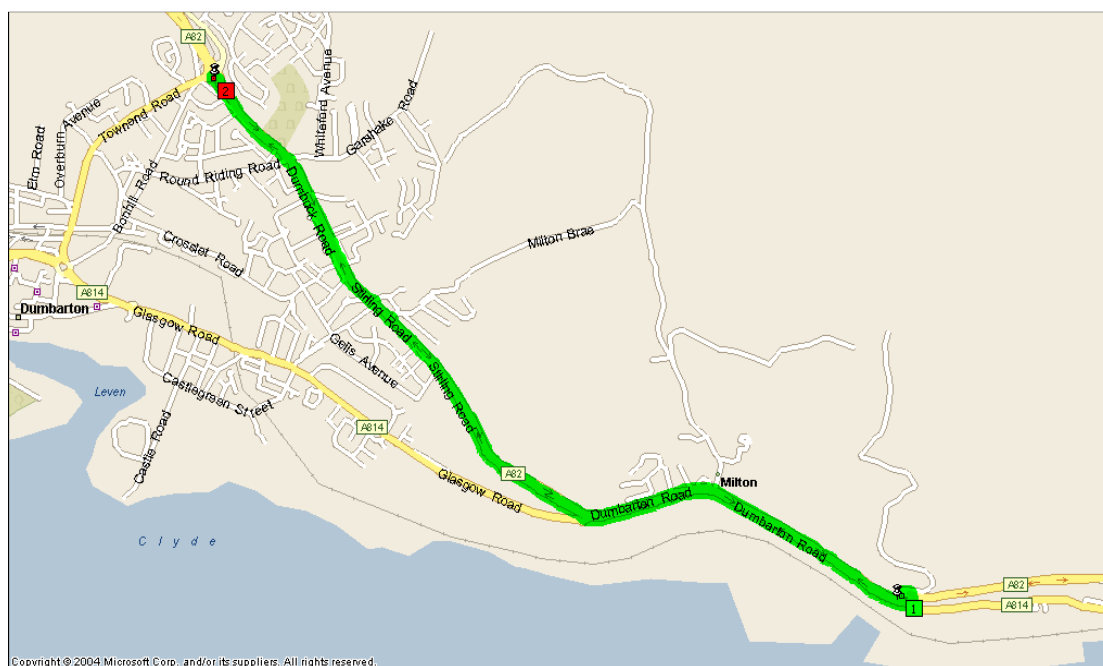 A82
2
Townend Road
Overburn Avenue
Elm Road
Whiteford Avenue
Garshake Road
Round Riding Road
Bonhill Road
Dumbuck Road
Crosslet Road
Milton Brae
A814
Dumbarton
Glasgow Road
Stirling Road
Gells Avenue
Stirling Road
Leven
Castlegreen Street
Castle Road
A814
A82
Glasgow Road
Milton
Dumbarton Road
Dumbarton Road
Clyde
A82
A814
1
Copyright © 2004 Microsoft Corp. and/or its suppliers. All rights reserved.